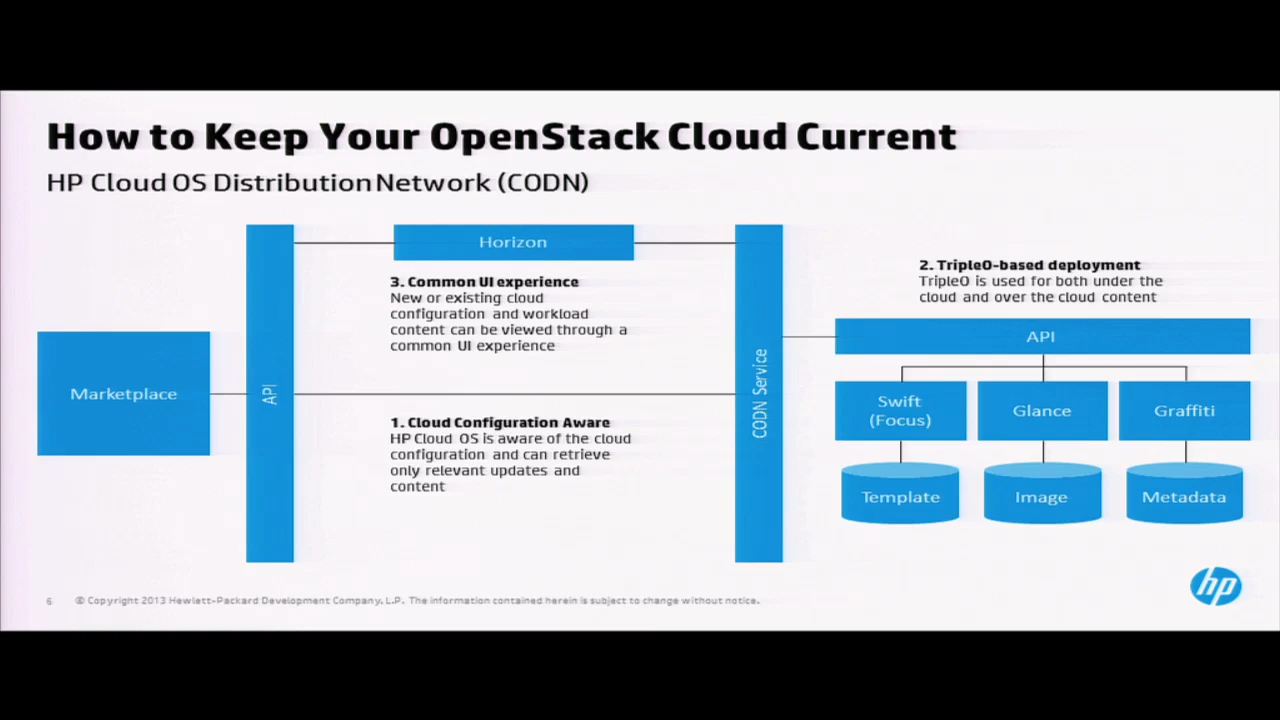 How to Keep Your OpenStack Cloud Current
HP Cloud OS Distribution Network (CODN)
Marketplace
API
Horizon
3. Common UI experience
New or existing cloud
configuration and workload
content can be viewed through a
common UI experience
1. Cloud Configuration Aware
HP Cloud OS is aware of the cloud
configuration and can retrieve
only relevant updates and
content
CODN Service
2. TripleO-based deployment
TripleO is used for both under the
cloud and over the cloud content
API
Swift
(Focus)
Glance
Graffiti
Template
Image
Metadata
6 © Copyright 2013 Hewlett-Packard Development Company, L.P. The information contained herein is subject to change without notice.
hp